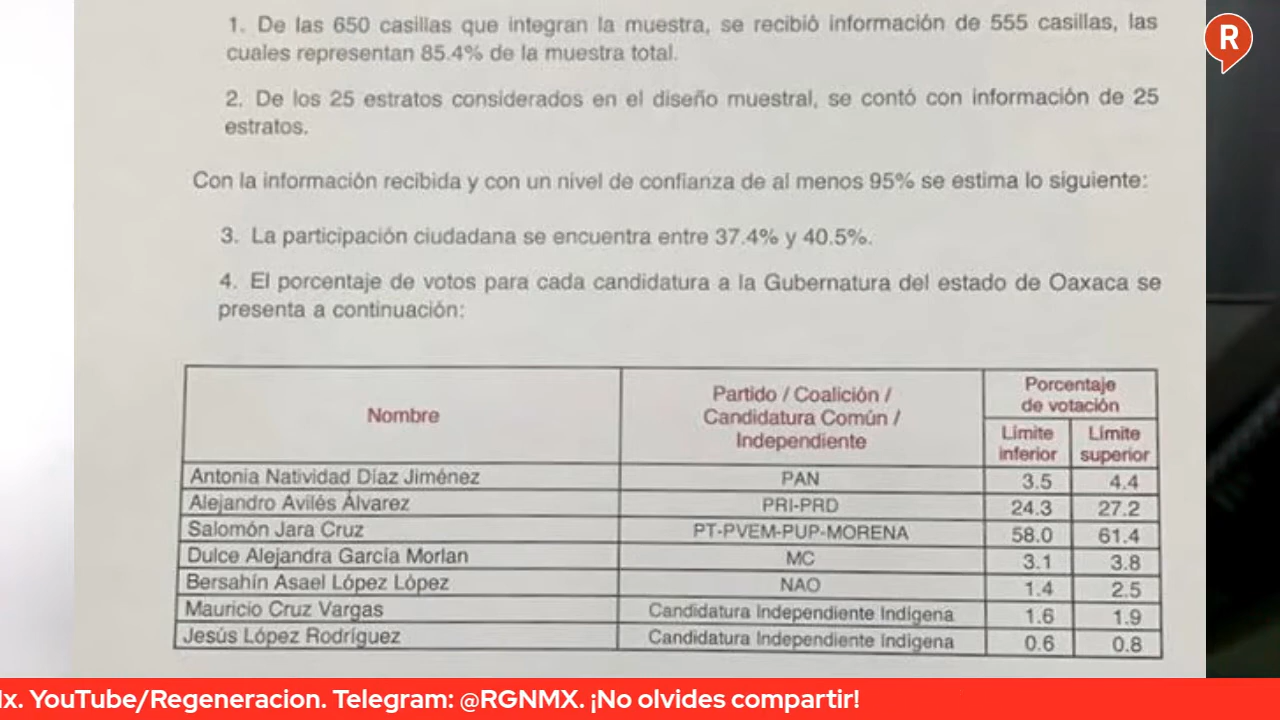 1. De las 650 casillas que integran la muestra, se recibió información de 555 casillas, las
cuales representan 85.4% de la muestra total.
2. De los 25 estratos considerados en el diseño muestral, se contó con información de 25
estratos.
Con la información recibida y con un nivel de confianza de al menos 95% se estima lo siguiente:
3. La participación ciudadana se encuentra entre 37.4% y 40.5%.
4. El porcentaje de votos para cada candidatura a la Gubernatura del estado de Oaxaca se
presenta a continuación:
Nombre
Partido / Coalición /
Candidatura Común /
Independiente
Porcentaje
de votación
Límite
inferior
Límite
superior
Antonia Natividad Díaz Jiménez PAN 3.5 4.4
Alejandro Avilés Álvarez PRI-PRD 24.3 27.2
Salomón Jara Cruz PT-PVEM-PUP-MORENA 58.0 61.4
Dulce Alejandra García Morlan MC 3.1 3.8
Bersahín Asael López López NAO 1.4 2.5
Mauricio Cruz Vargas Candidatura Independiente Indígena 1.6 1.9
Jesús López Rodríguez Candidatura Independiente Indígena 0.6 0.8
R
Mx. YouTube/Regeneracion. Telegram: @RGNMX. ¡No olvides compartir!